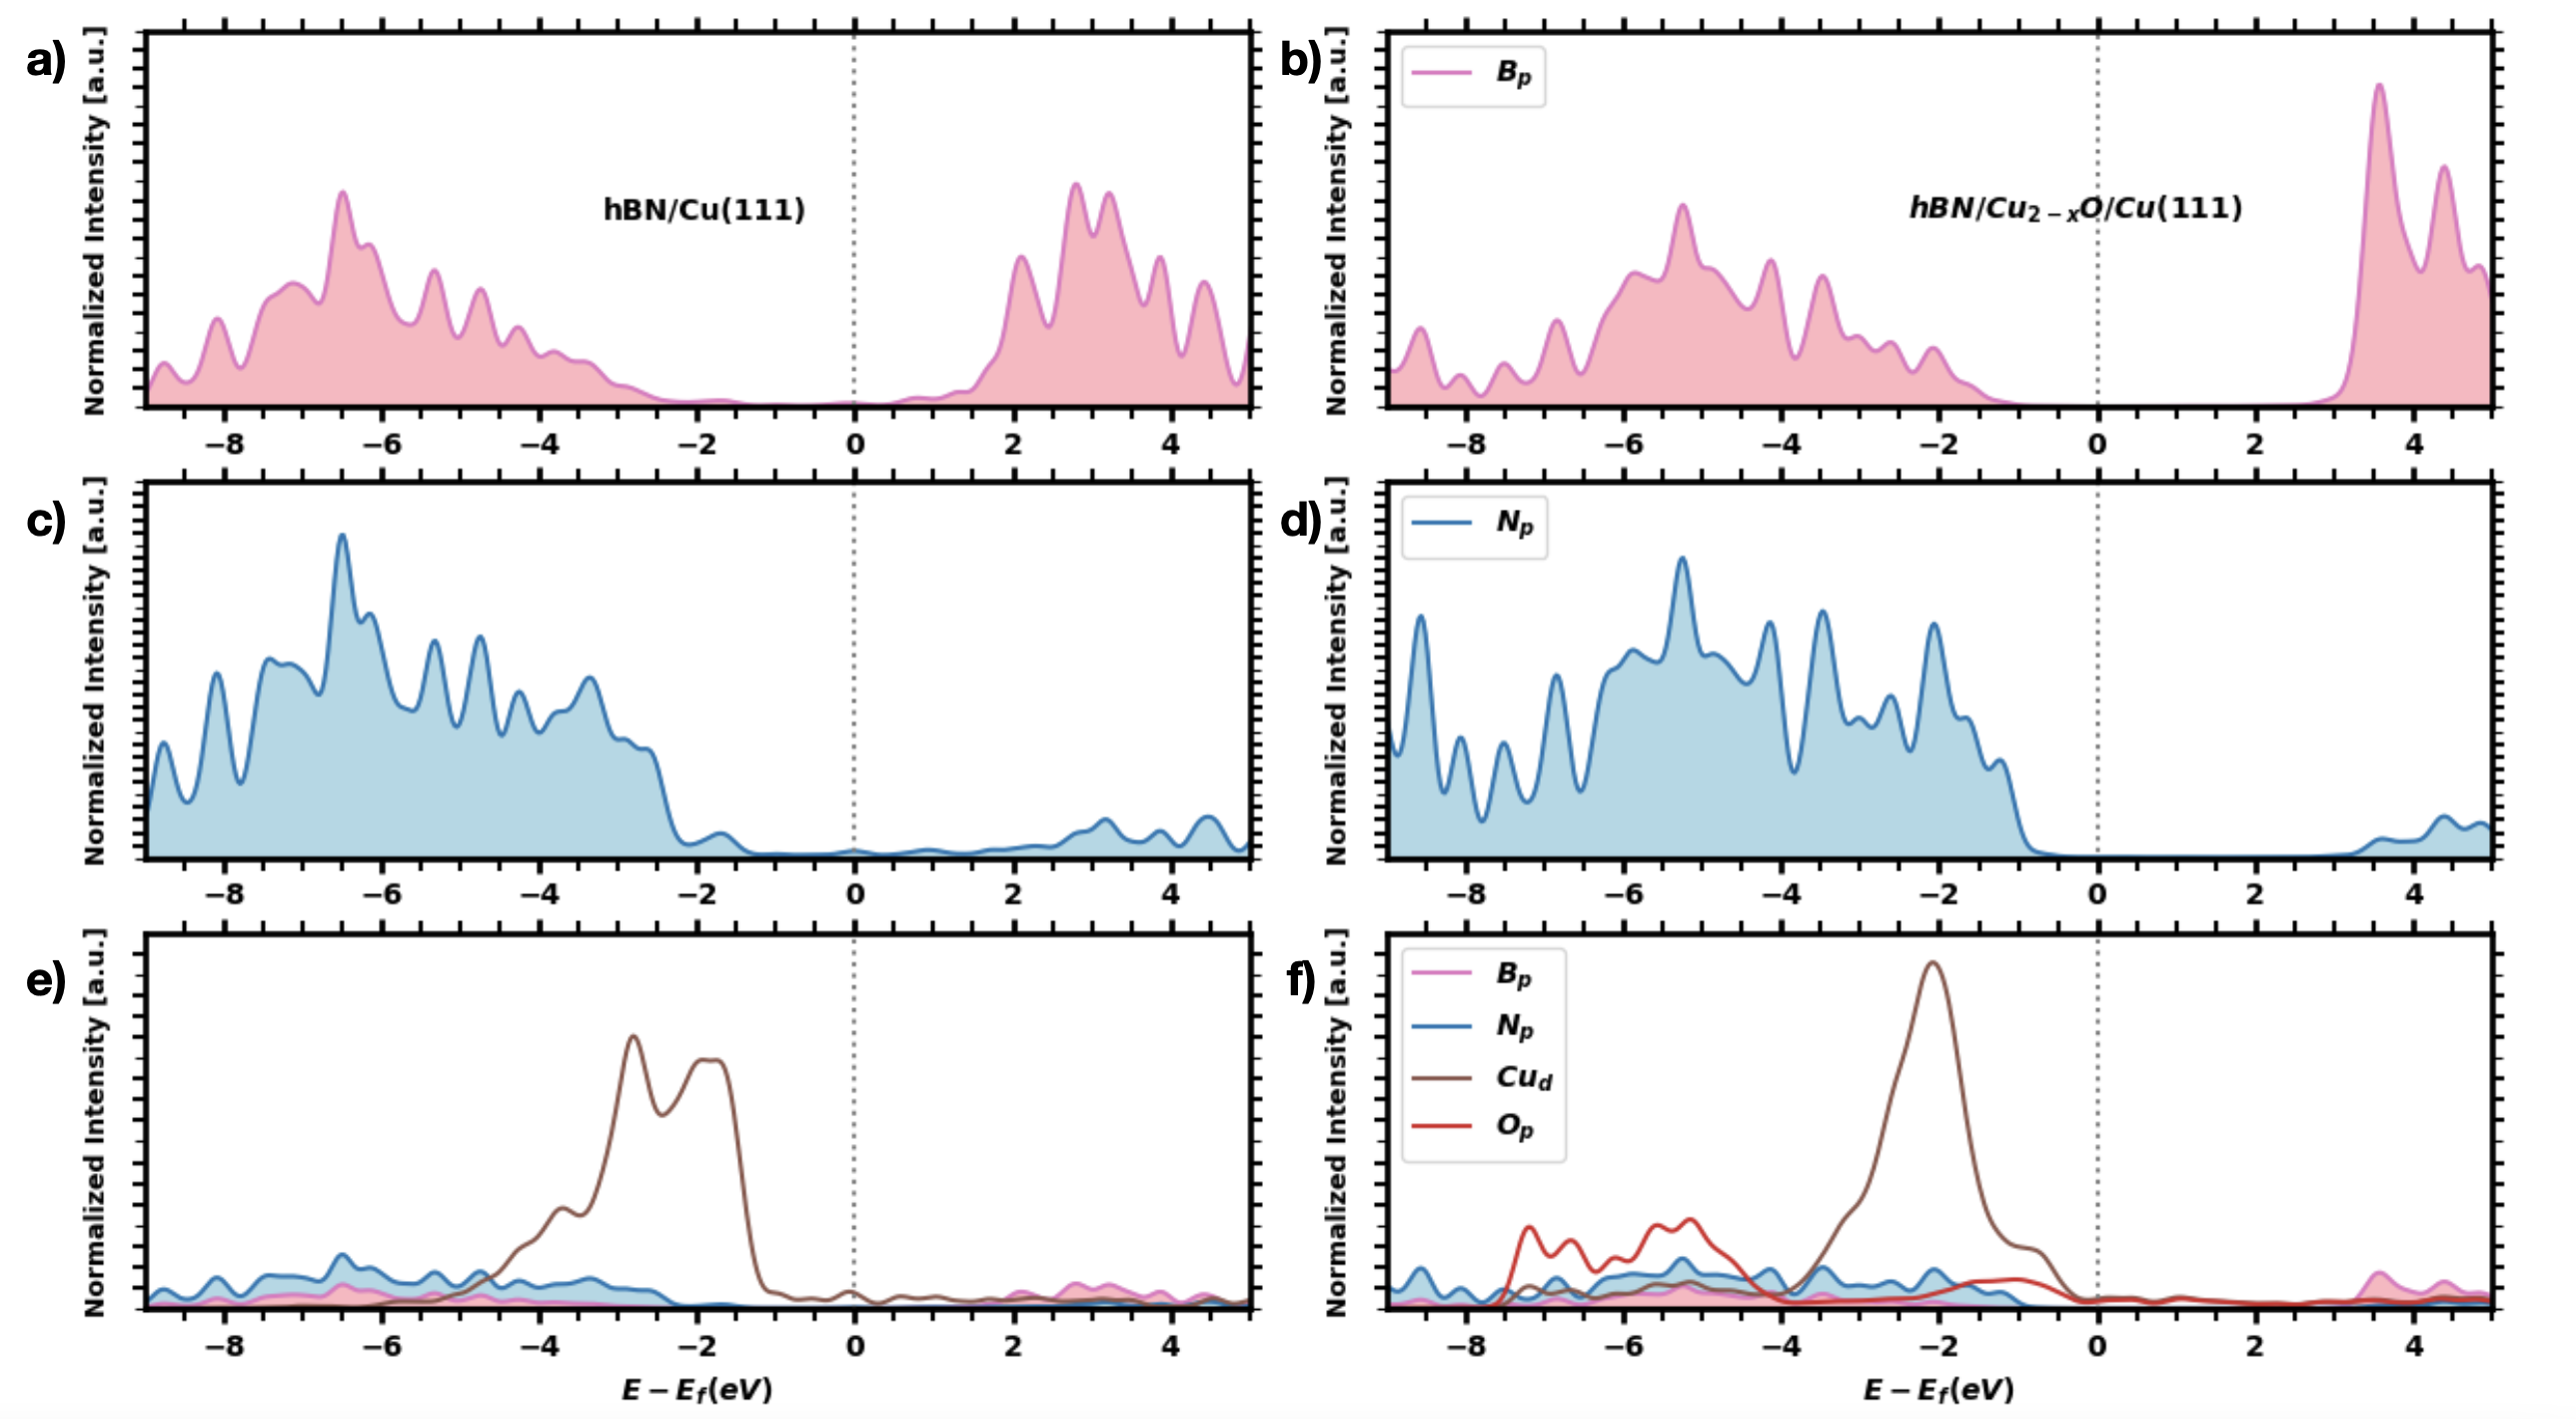 a)
Normalized Intensity [a.u.]
hBN/Cu(111)
−8 −6 −4 −2 0 2 4
b)
Normalized Intensity [a.u.]
Bp
hBN/Cu2−xO/Cu(111)
−8 −6 −4 −2 0 2 4
c)
Normalized Intensity [a.u.]
−8 −6 −4 −2 0 2 4
d)
Normalized Intensity [a.u.]
Np
−8 −6 −4 −2 0 2 4
e)
Normalized Intensity [a.u.]
−8 −6 −4 −2 0 2 4
E − Ef(eV)
f)
Normalized Intensity [a.u.]
Bp
Np
Cud
Op
−8 −6 −4 −2 0 2 4
E − Ef(eV)